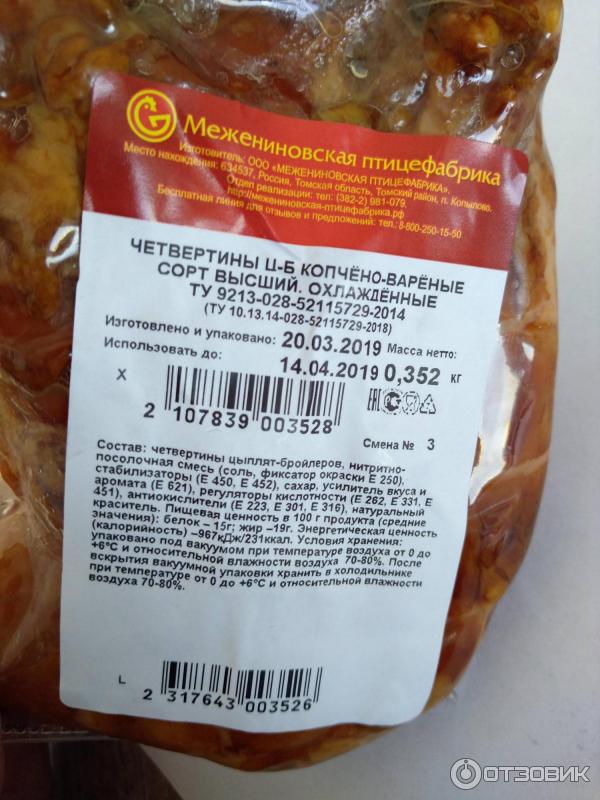 Межениновская птицефабрика
Изготовитель: ООО «МЕЖЕНИНОВСКАЯ ПТИЦЕФАБРИКА».
Место нахождения: 634537, Россия, Томская область, Томский район, п. Копылово.
Отдел реализации: тел: (382-2) 981-079.
http://межениновская-птицефабрика.рф
Бесплатная линия для отзывов и предложений: тел.: 8-800-250-15-50
ЧЕТВЕРТИНЫ Ц-Б КОПЧЁНО-ВАРЁНЫЕ
СОРТ ВЫСШИЙ. ОХЛАЖДЁННЫЕ
ТУ 9213-028-52115729-2014
(ТУ 10.13.14-028-52115729-2018)
Изготовлено и упаковано: 20.03.2019 Масса нетто:
Использовать до: 14.04.2019 0,352 кг
X
2 107839 003528
ЕАС
Смена № 3
Состав: четвертины цыплят-бройлеров, нитритно-
посолочная смесь (соль, фиксатор окраски Е 250),
стабилизаторы (Е 450, Е 452), сахар, усилитель вкуса и
аромата (Е 621), регуляторы кислотности (Е 262, Е 331, Е
451), антиокислители (Е 223, Е 301, Е 316), натуральный
краситель. Пищевая ценность в 100 г продукта (средние
значения): белок – 15г; жир –19г. Энергетическая ценность
(калорийность) –967кДж/231ккал. Условия хранения:
упаковано под вакуумом при температуре воздуха от 0 до
+6°С и относительной влажности воздуха 70-80%. После
вскрытия вакуумной упаковки хранить в холодильнике
при температуре от 0 до +6°С и относительной влажности
воздуха 70-80%.
L
2 317643 003526
ОТЗОВИК